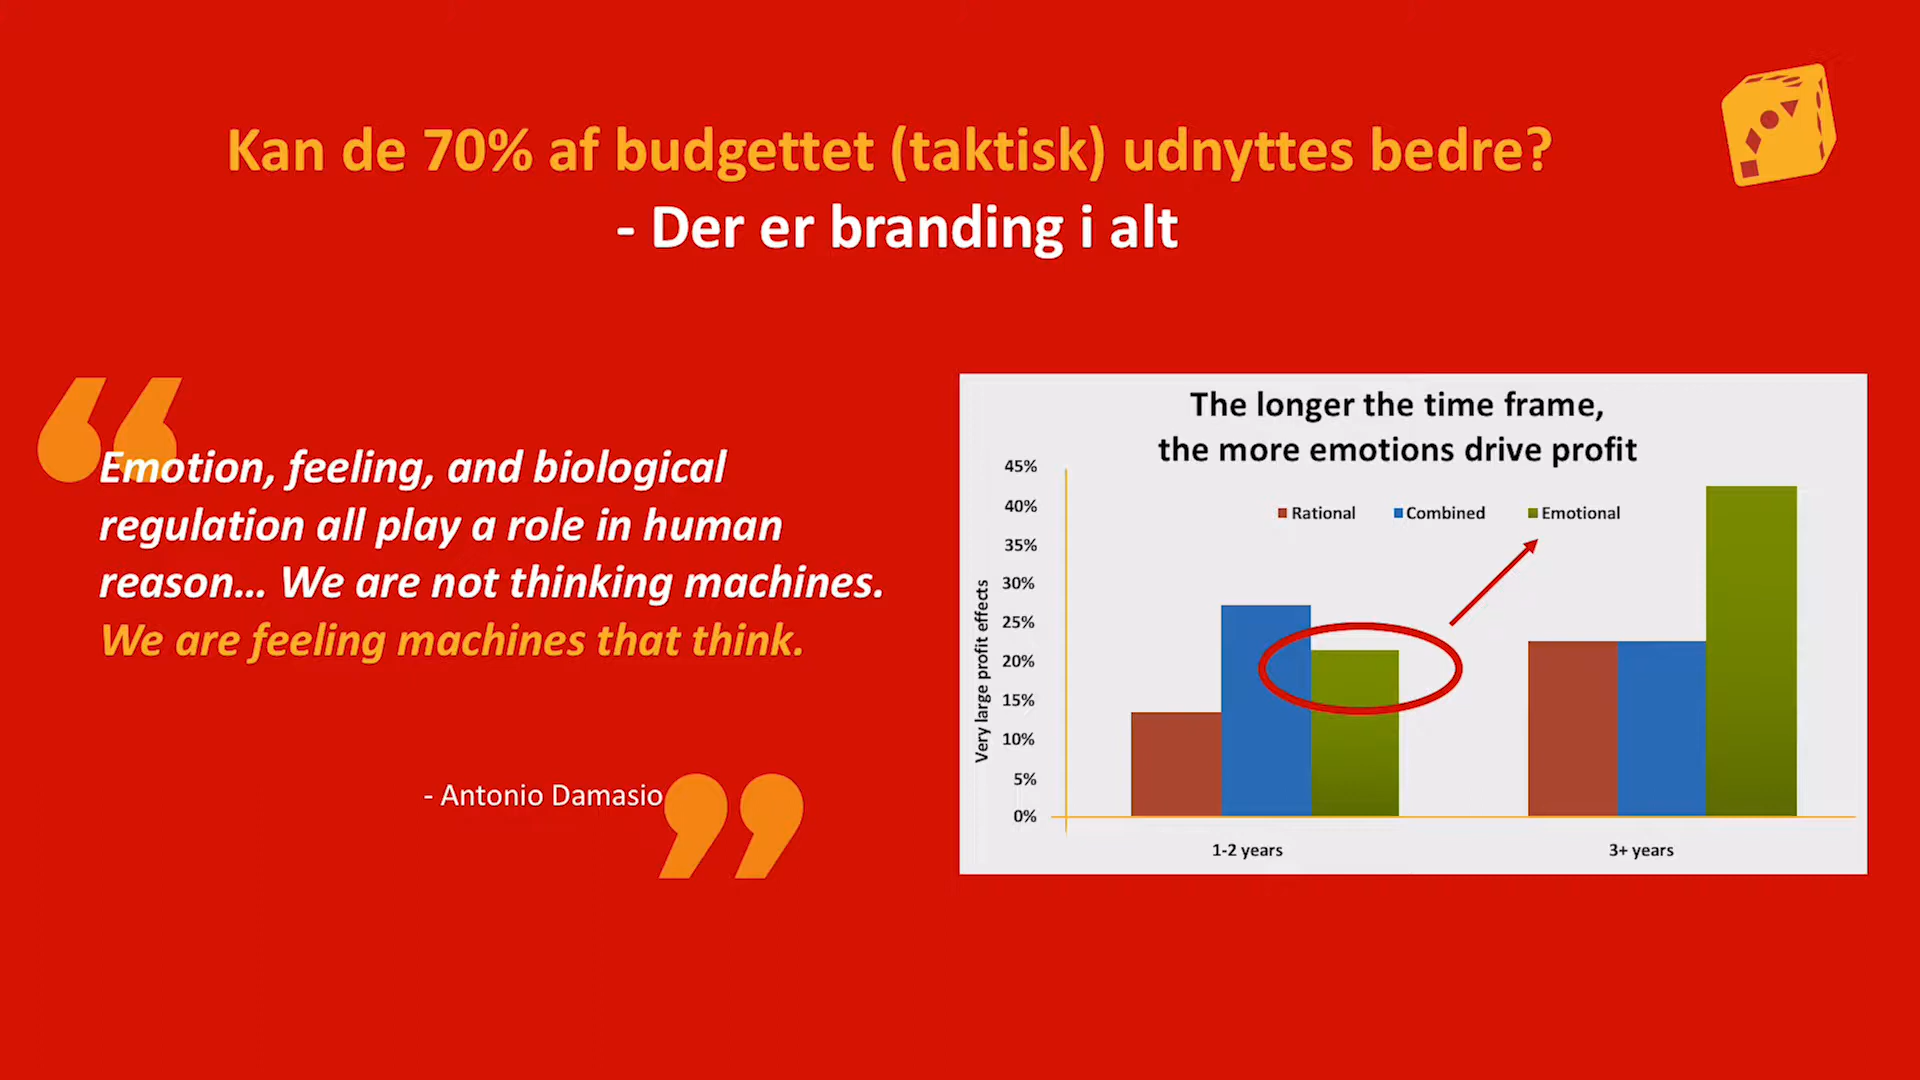 Kan de 70% af budgettet (taktisk) udnyttes bedre?
- Der er branding i alt
Emotion, feeling, and biological
regulation all play a role in human
reason... We are not thinking machines.
We are feeling machines that think.
- Antonio Damasio
The longer the time frame,
the more emotions drive profit
Rational Combined Emotional
Very large profit effects
45%
40%
35%
30%
25%
20%
15%
10%
5%
0%
1-2 years 3+ years